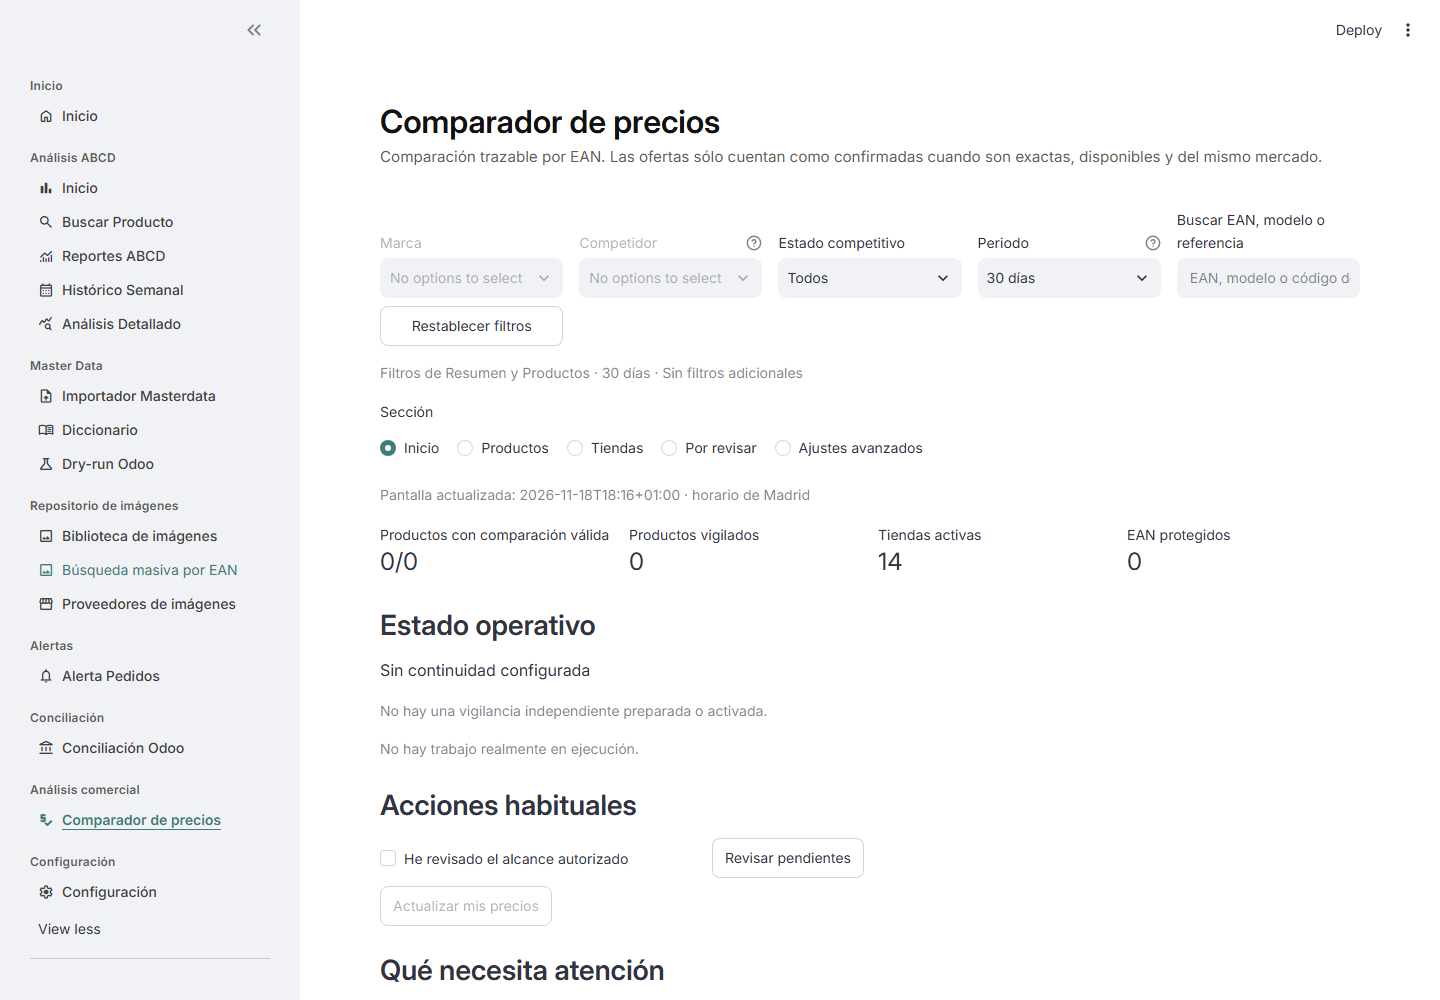 Inicio
Inicio
Análisis ABCD
Inicio
Buscar Producto
Reportes ABCD
Histórico Semanal
Análisis Detallado
Master Data
Importador Masterdata
Diccionario
Dry-run Odoo
Repositorio de imágenes
Biblioteca de imágenes
Búsqueda masiva por EAN
Proveedores de imágenes
Alertas
Alerta Pedidos
Conciliación
Conciliación Odoo
Análisis comercial
Comparador de precios
Configuración
Configuración
View less
Deploy
Comparador de precios
Comparación trazable por EAN. Las ofertas sólo cuentan como confirmadas cuando son exactas, disponibles y del mismo mercado.
Marca
No options to select
Competidor
No options to select
Estado competitivo
Todos
Periodo
30 días
Buscar EAN, modelo o
referencia
EAN, modelo o código d
Restablecer filtros
Filtros de Resumen y Productos · 30 días · Sin filtros adicionales
Sección
Inicio Productos Tiendas Por revisar Ajustes avanzados
Pantalla actualizada: 2026-11-18T18:16+01:00 · horario de Madrid
Productos con comparación válida
0/0
Productos vigilados
0
Tiendas activas
14
EAN protegidos
0
Estado operativo
Sin continuidad configurada
No hay una vigilancia independiente preparada o activada.
No hay trabajo realmente en ejecución.
Acciones habituales
He revisado el alcance autorizado
Revisar pendientes
Actualizar mis precios
Qué necesita atención